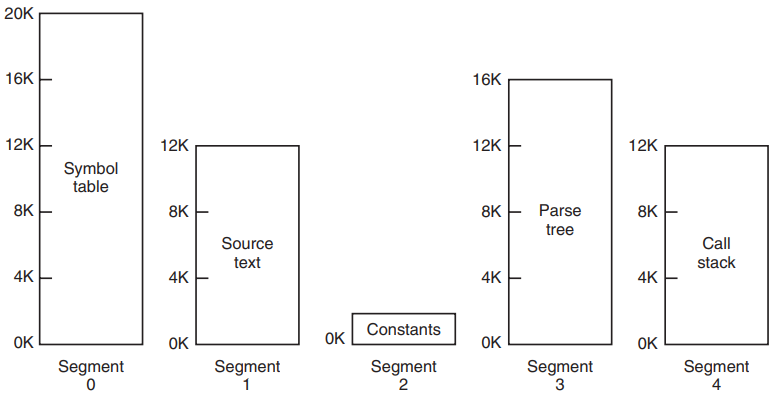 20K
16K
12K
8K
4K
0K
Symbol
table
Segment
0
12K
8K
4K
0K
Source
text
Segment
1
0K
Constants
Segment
2
16K
12K
8K
4K
0K
Parse
tree
Segment
3
12K
8K
4K
0K
Call
stack
Segment
4